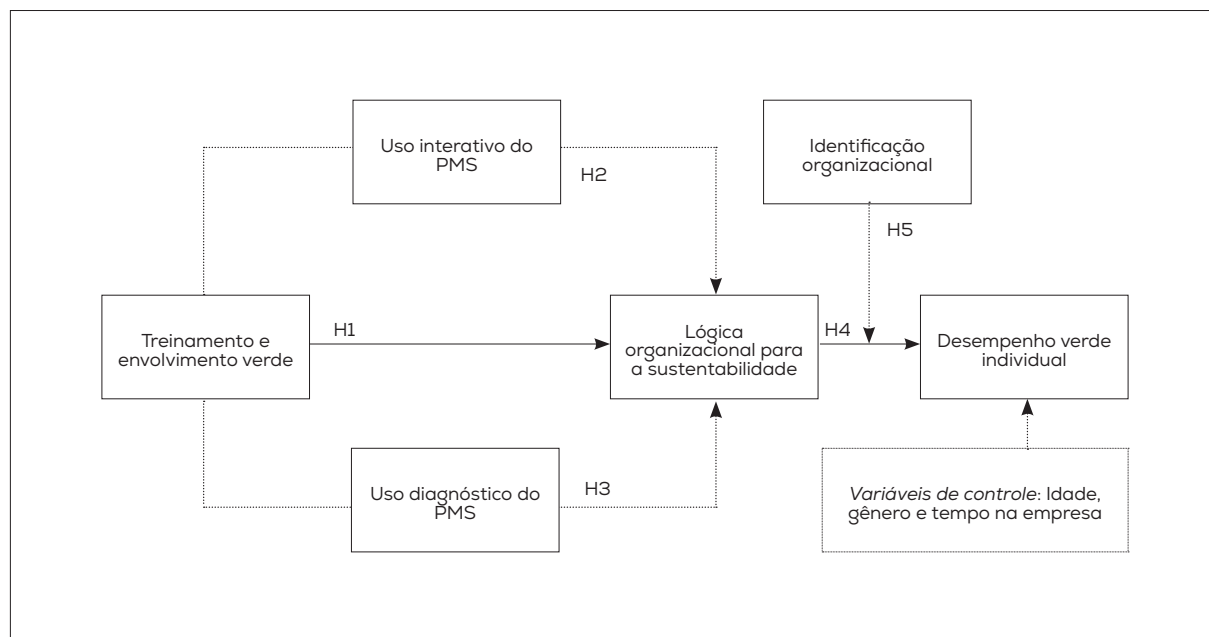 Uso interativo do
PMS
H2
Identificação
organizacional
H5
Treinamento e
envolvimento verde
H1
Lógica
organizacional para
a sustentabilidade
H4
Desempenho verde
individual
Uso diagnóstico do
PMS
H3
Variáveis de controle: Idade,
gênero e tempo na empresa